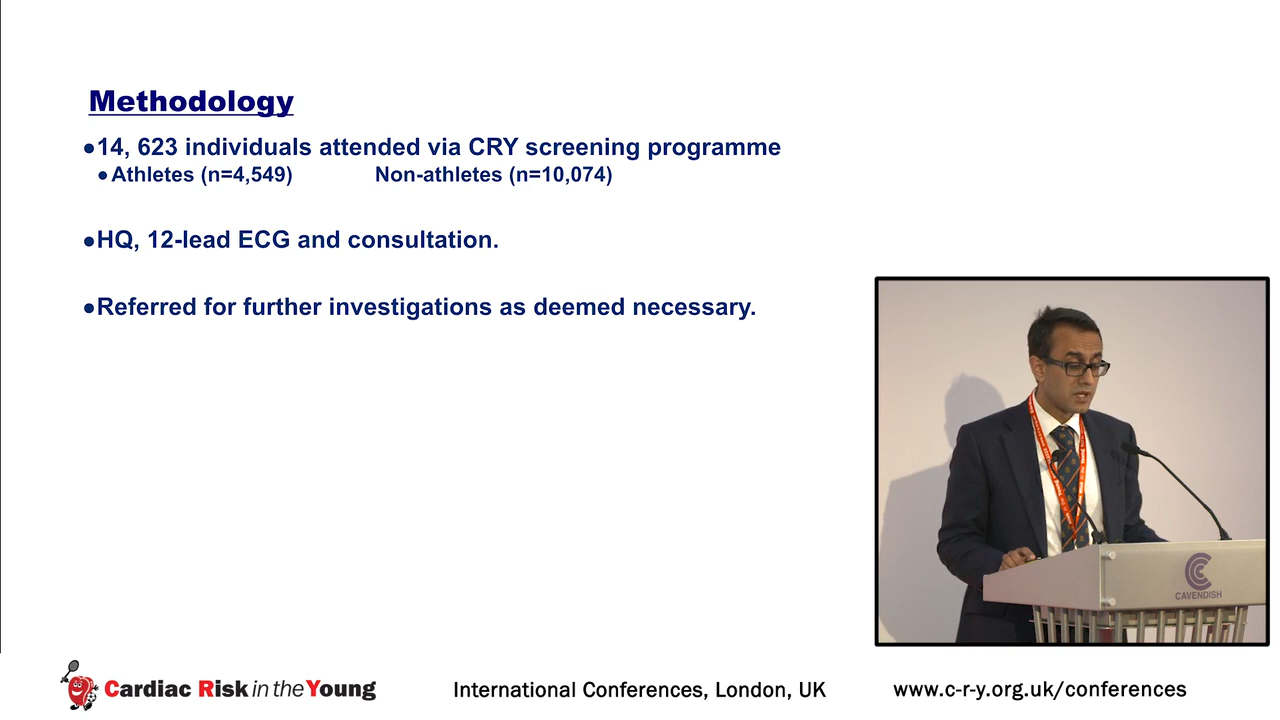 Methodology
●14, 623 individuals attended via CRY screening programme
●Athletes (n=4,549) Non-athletes (n=10,074)
●HQ, 12-lead ECG and consultation.
●Referred for further investigations as deemed necessary.
CAVENDISH
Cardiac Risk in the Young
International Conferences, London, UK
www.c-r-y.org.uk/conferences